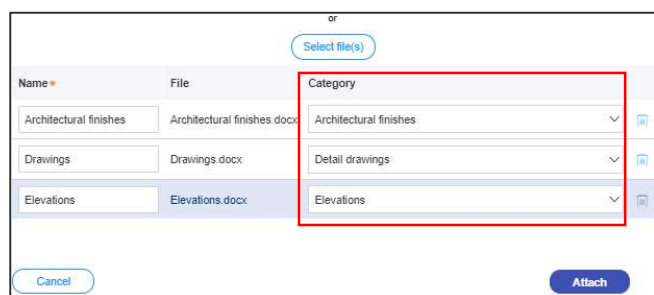 or
Select file(s)
Name* File Category
Architectural finishes Architectural finishes.docx Architectural finishes
Drawings Drawings.docx Detail drawings
Elevations Elevations.docx Elevations
Cancel Attach